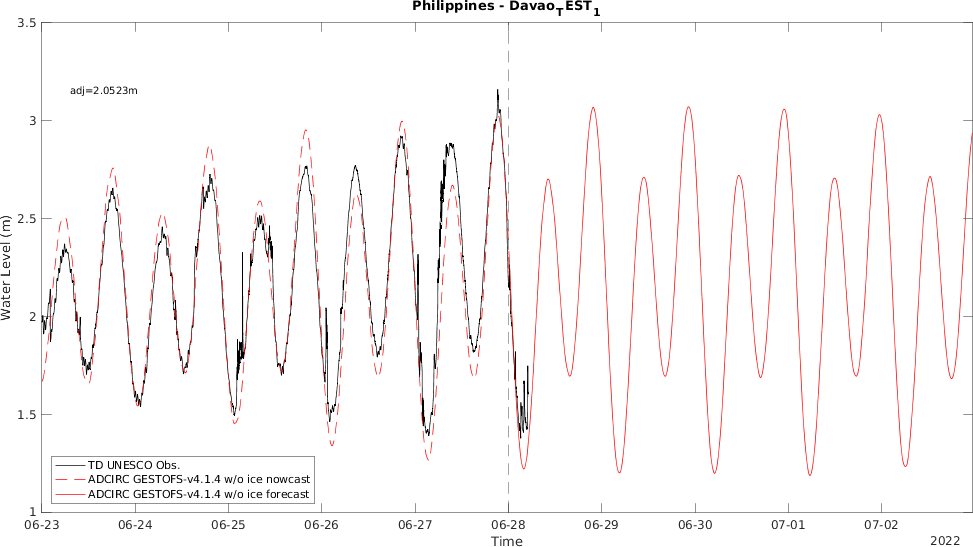 Philippines - Davao_TEST_1
3.5
adj=2.0523m
3
2.5
Water Level (m)
2
1.5
TD UNESCO Obs.
ADCIRC GESTOFS-v4.1.4 w/o ice nowcast
ADCIRC GESTOFS-v4.1.4 w/o ice forecast
1
06-23 06-24 06-25 06-26 06-27 06-28 06-29 06-30 07-01 07-02
Time
2022